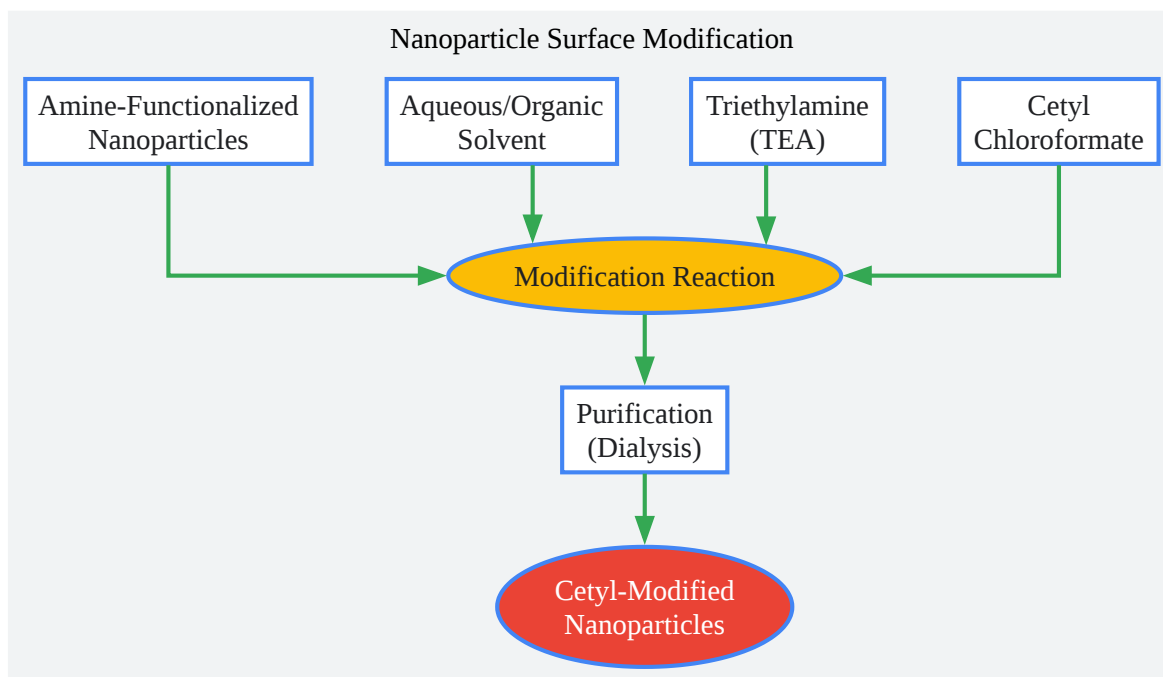 Nanoparticle Surface Modification
Amine-Functionalized
Nanoparticles
Aqueous/Organic
Solvent
Triethylamine
(TEA)
Cetyl
Chloroformate
Modification Reaction
Purification
(Dialysis)
Cetyl-Modified
Nanoparticles